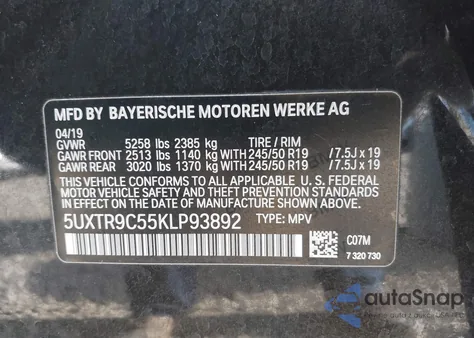 MFD BY BAYERISCHE MOTOREN WERKE AG
04/19
GVWR 5258 lbs 2385 kg TIRE / RIM
GAWR FRONT 2513 lbs 1140 kg WITH 245/50 R19 /7.5J x 19
GAWR REAR 3020 lbs 1370 kg WITH 245/50 R19 /7.5J x 19
THIS VEHICLE CONFORMS TO ALL APPLICABLE U.S. FEDERAL
MOTOR VEHICLE SAFETY, BUMPER, AND THEFT PREVENTION
STANDARDS IN EFFECT ON THE DATE OF MANUFACTURE SHOWN ABOVE.
5UXTR9C55KLP93892 TYPE: MPV
C07M
7 320 730
autoSnap